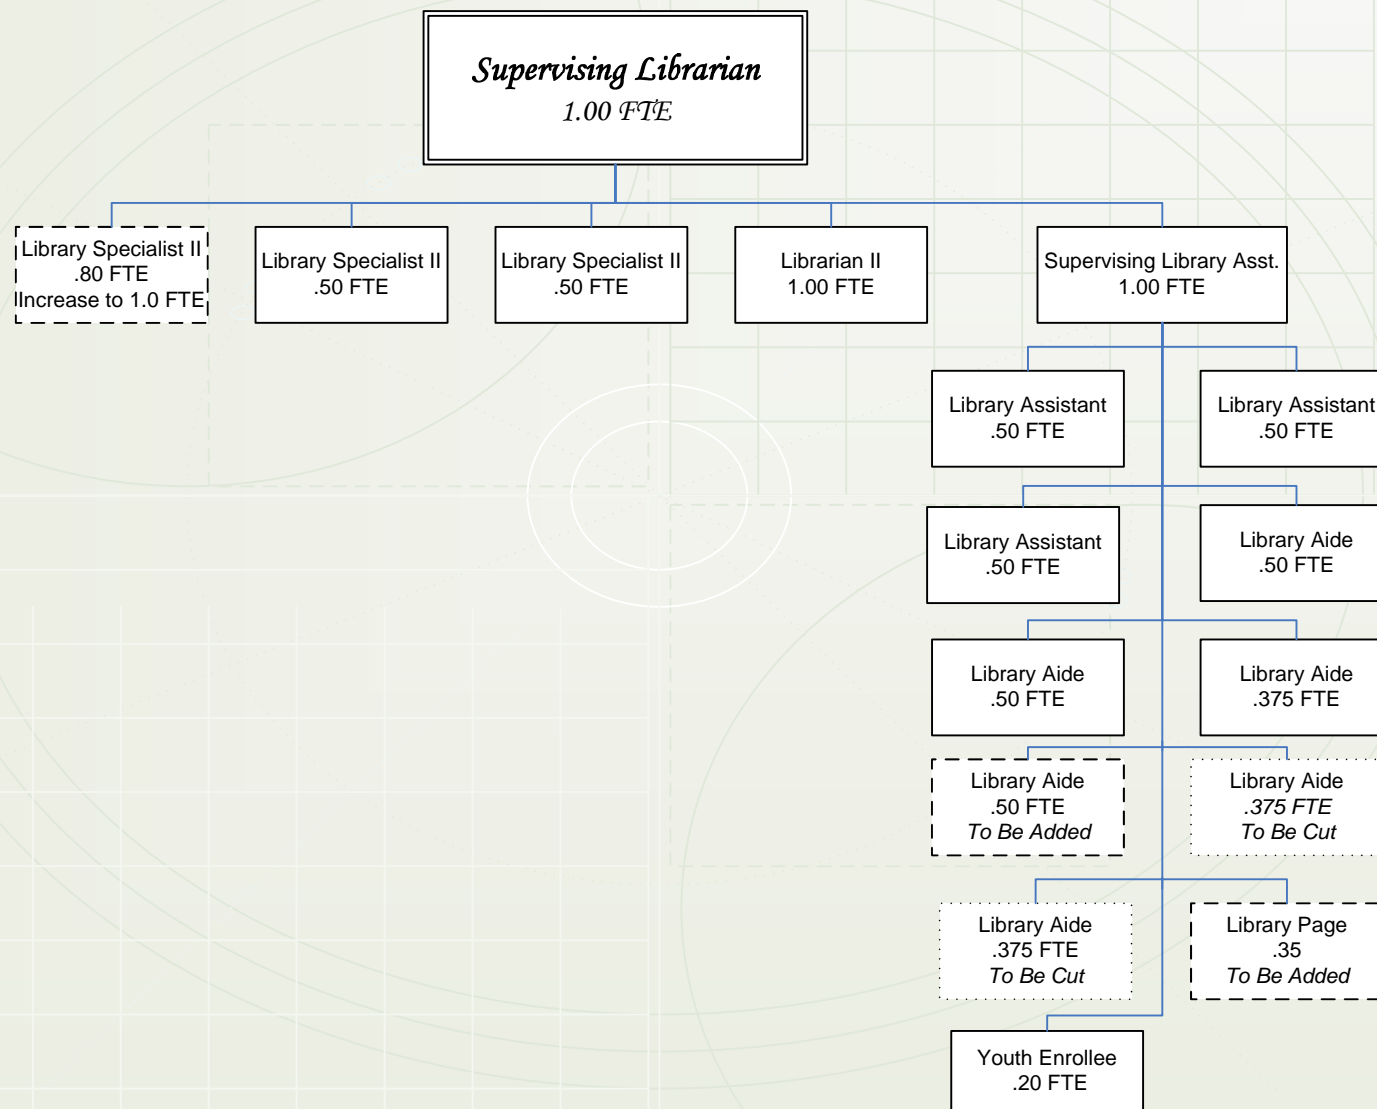 Supervising Librarian
1.00 FTE
Library Specialist II
.80 FTE
Increase to 1.0 FTE
Library Specialist II
.50 FTE
Library Specialist II
.50 FTE
Librarian II
1.00 FTE
Supervising Library Asst.
1.00 FTE
Library Assistant
.50 FTE
Library Assistant
.50 FTE
Library Assistant
.50 FTE
Library Aide
.50 FTE
Library Aide
.50 FTE
Library Aide
.375 FTE
Library Aide
.50 FTE
To Be Added
Library Aide
.375 FTE
To Be Cut
Library Aide
.375 FTE
To Be Cut
Library Page
.35
To Be Added
Youth Enrollee
.20 FTE